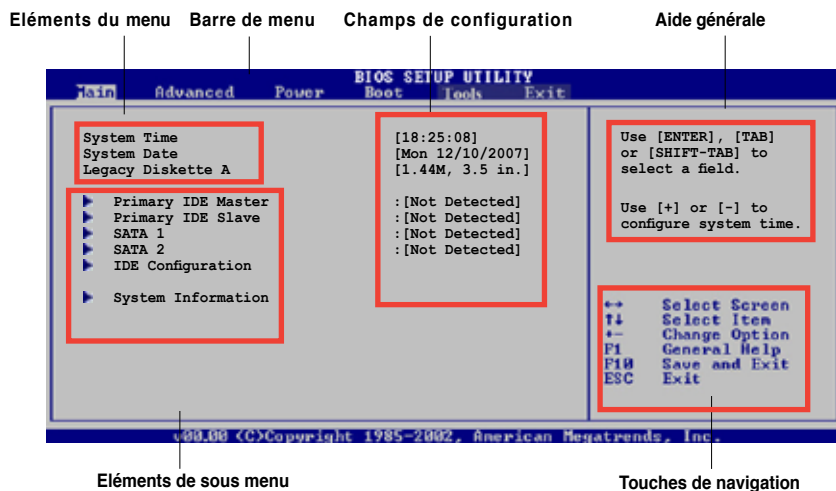 Eléments du menu Barre de menu Champs de configuration Aide générale
BIOS SETUP UTILITY
Main Advanced Power Boot Tools Exit
System Time [18:25:08]
System Date [Mon 12/10/2007]
Legacy Diskette A [1.44M, 3.5 in.]
Primary IDE Master :[Not Detected]
Primary IDE Slave :[Not Detected]
SATA 1 :[Not Detected]
SATA 2 :[Not Detected]
IDE Configuration
System Information
Use [ENTER], [TAB]
or [SHIFT-TAB] to
select a field.
Use [+] or [-] to
configure system time.
←→ Select Screen
↑↓ Select Item
+- Change Option
F1 General Help
F10 Save and Exit
ESC Exit
v00.00 (C)Copyright 1985-2002, American Megatrends, Inc.
Eléments de sous menu Touches de navigation